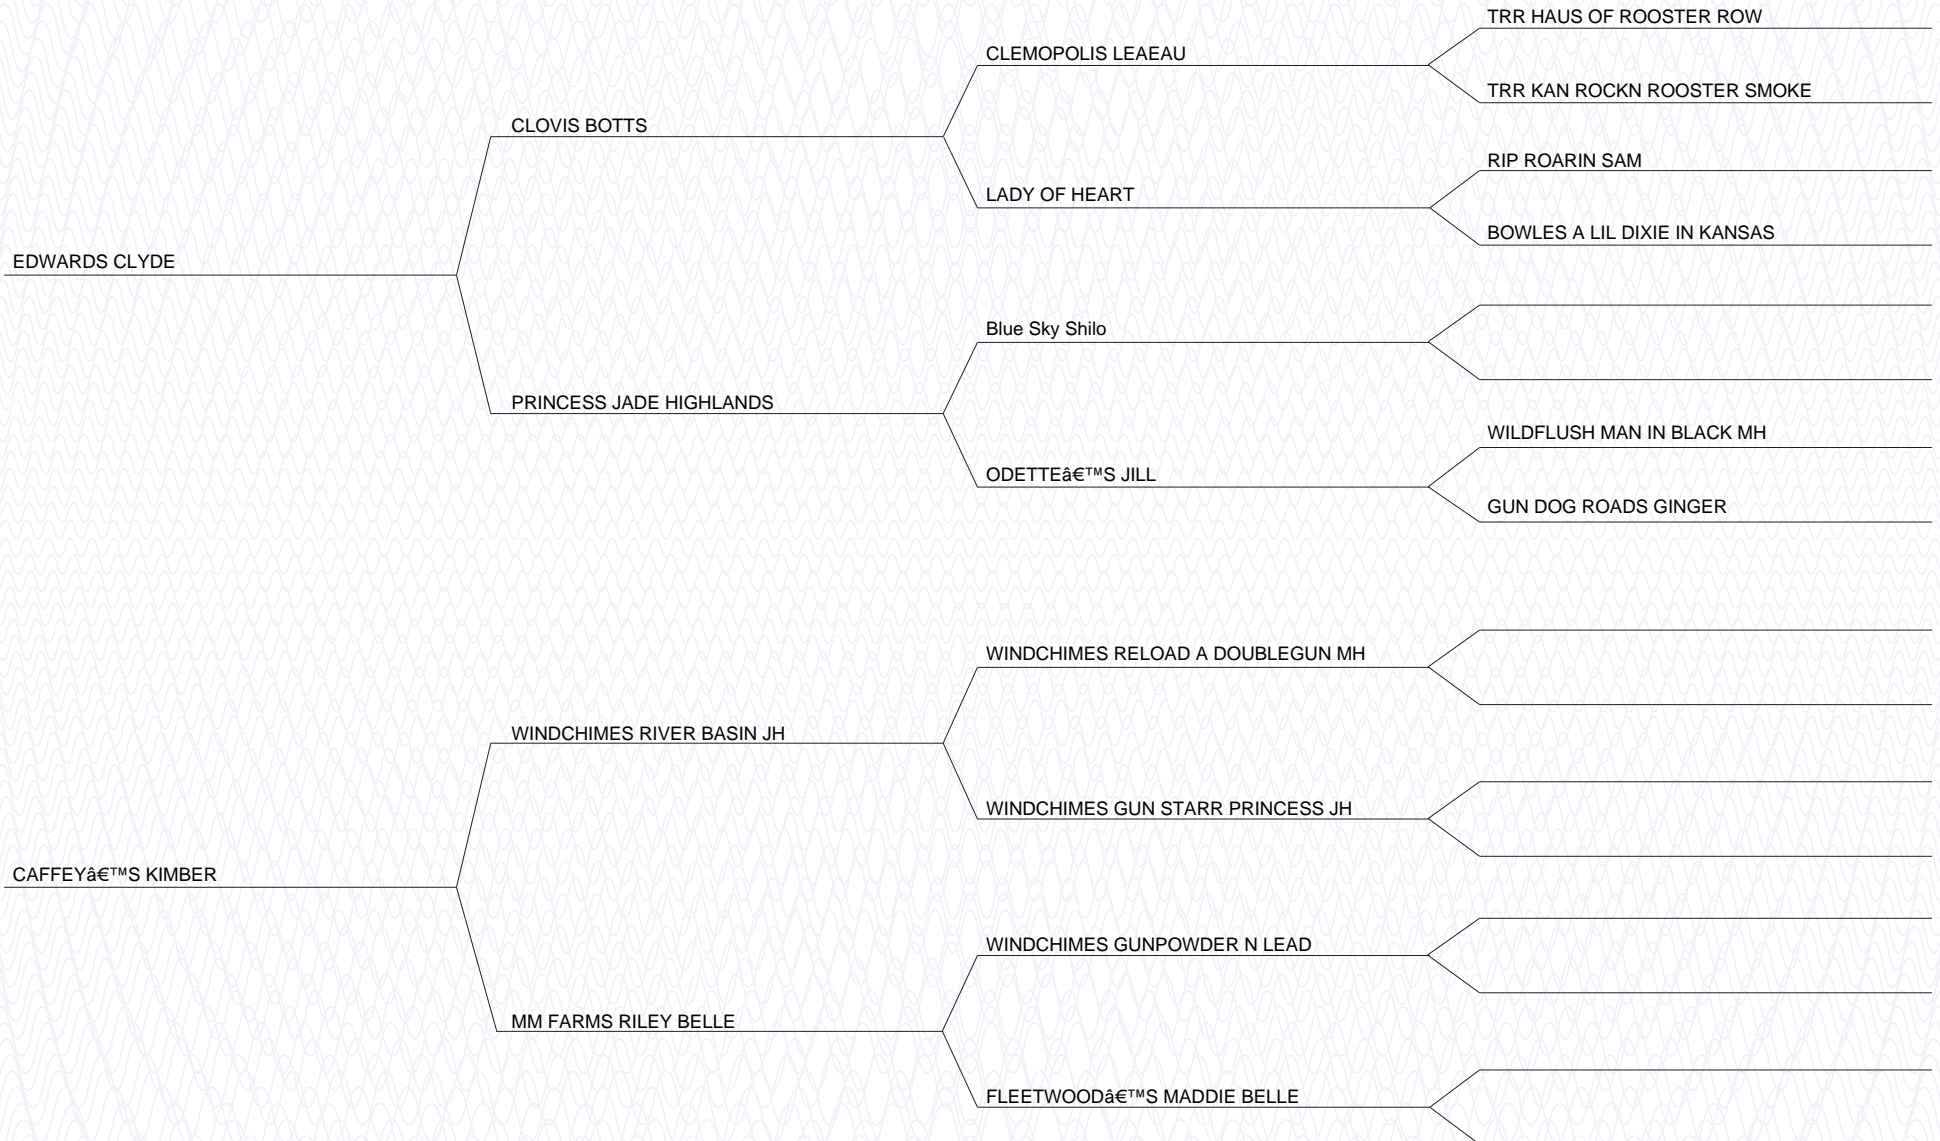 TRR HAUS OF ROOSTER ROW
CLEMOPOLIS LEAEAU
TRR KAN ROCKN ROOSTER SMOKE
CLOVIS BOTTS
RIP ROARIN SAM
LADY OF HEART
BOWLES A LIL DIXIE IN KANSAS
EDWARDS CLYDE
Blue Sky Shilo
PRINCESS JADE HIGHLANDS
WILDFLUSH MAN IN BLACK MH
ODETTEâ€™S JILL
GUN DOG ROADS GINGER
WINDCHIMES RELOAD A DOUBLEGUN MH
WINDCHIMES RIVER BASIN JH
WINDCHIMES GUN STARR PRINCESS JH
CAFFEYâ€™S KIMBER
WINDCHIMES GUNPOWDER N LEAD
MM FARMS RILEY BELLE
FLEETWOODâ€™S MADDIE BELLE